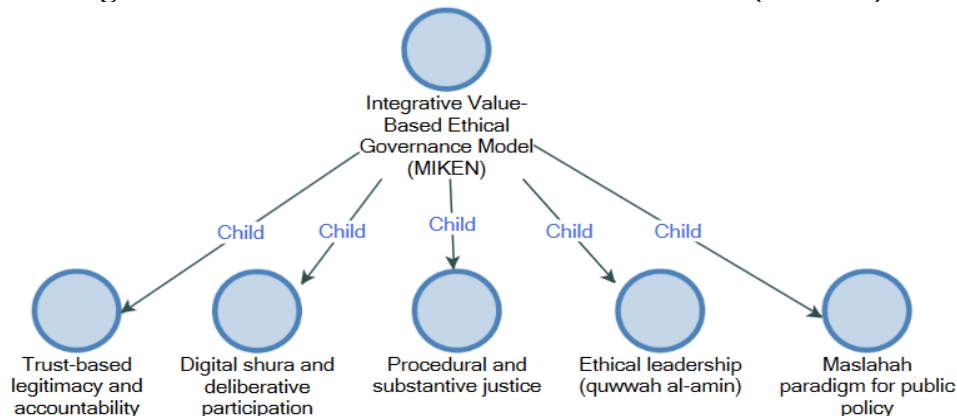 Integrative Value-
Based Ethical
Governance Model
(MIKEN)
Child
Child
Child
Child
Child
Trust-based
legitimacy and
accountability
Digital shura and
deliberative
participation
Procedural and
substantive justice
Ethical leadership
(quwwah al-amin)
Maslahah
paradigm for public
policy